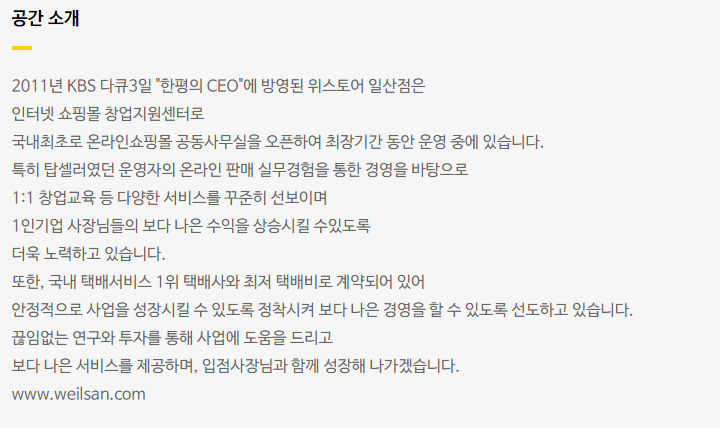 공간 소개
2011년 KBS 다큐3일 "한평의 CEO"에 방영된 위스토어 일산점은
인터넷 쇼핑몰 창업지원센터로
국내최초로 온라인쇼핑몰 공동사무실을 오픈하여 최장기간 동안 운영 중에 있습니다.
특히 탑셀러였던 운영자의 온라인 판매 실무경험을 통한 경영을 바탕으로
1:1 창업교육 등 다양한 서비스를 꾸준히 선보이며
1인기업 사장님들의 보다 나은 수익을 상승시킬 수있도록
더욱 노력하고 있습니다.
또한, 국내 택배서비스 1위 택배사와 최저 택배비로 계약되어 있어
안정적으로 사업을 성장시킬 수 있도록 정착시켜 보다 나은 경영을 할 수 있도록 선도하고 있습니다.
끊임없는 연구와 투자를 통해 사업에 도움을 드리고
보다 나은 서비스를 제공하며, 입점사장님과 함께 성장해 나가겠습니다.
www.weilsan.com